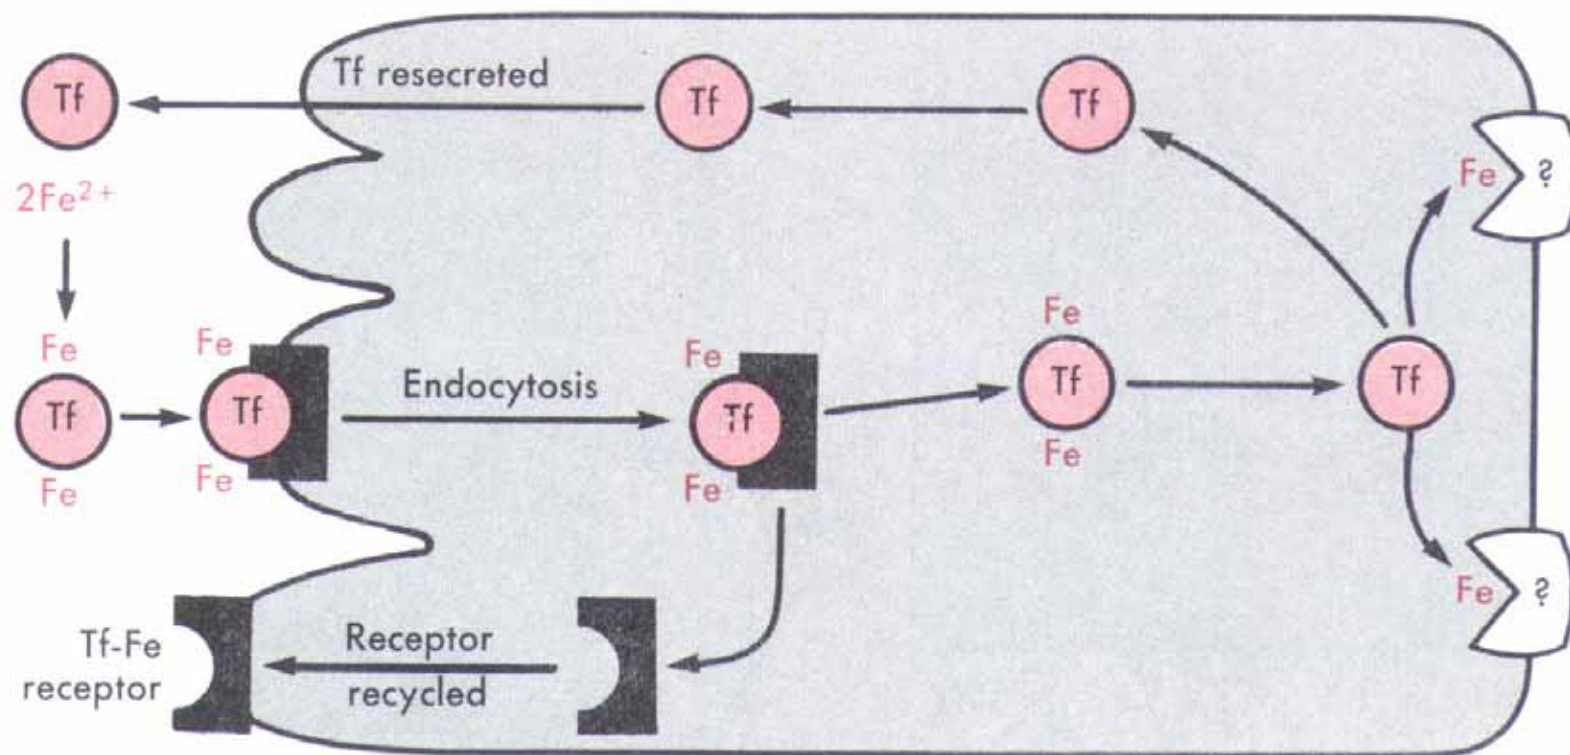 Tf resecreted
Tf
Tf
Tf
2Fe²⁺
Fe
?
Fe
Tf
Fe
Fe
Tf
Fe
Endocytosis
Fe
Tf
Fe
Fe
Tf
Fe
Tf
Fe
?
Tf-Fe
receptor
Receptor
recycled